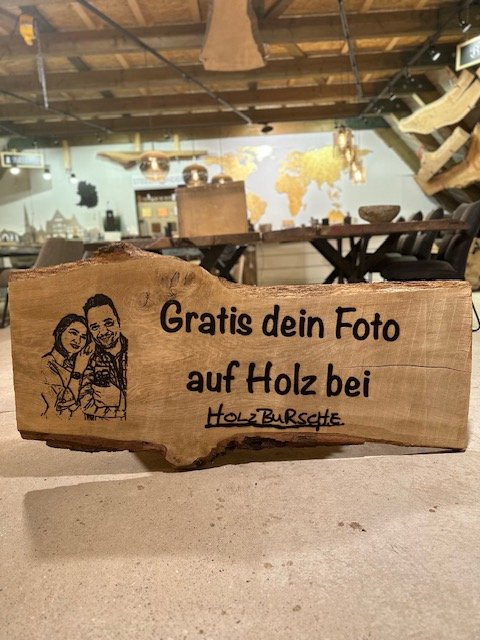 Gratis dein Foto
auf Holz bei
HOLZBURSCHE